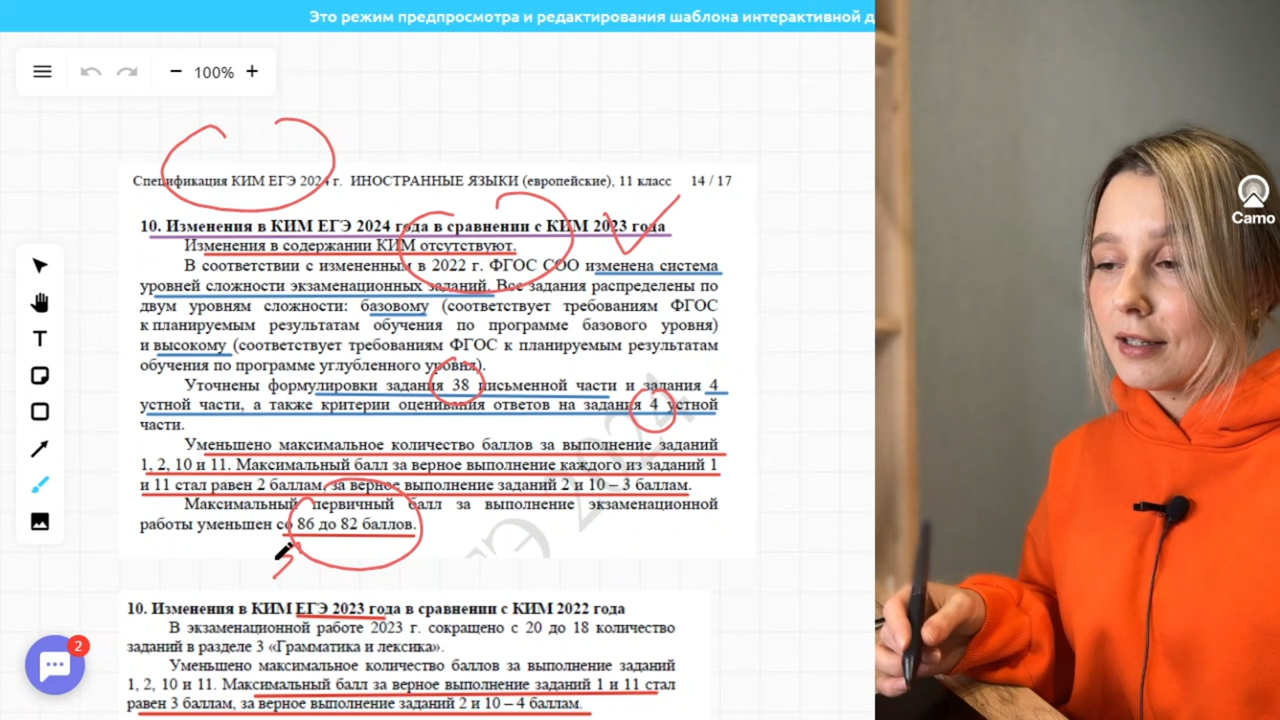 Это режим предпросмотра и редактирования шаблона интерактивной д
100%
Camo
Спецификация КИМ ЕГЭ 2024 г. ИНОСТРАННЫЕ ЯЗЫКИ (европейские), 11 класс 14 / 17
10. Изменения в КИМ ЕГЭ 2024 года в сравнении с КИМ 2023 года
Изменения в содержании КИМ отсутствуют.
В соответствии с измененным в 2022 г. ФГОС СОО изменена система
уровней сложности экзаменационных заданий. Все задания распределены по
двум уровням сложности: базовому (соответствует требованиям ФГОС
к планируемым результатам обучения по программе базового уровня)
и высокому (соответствует требованиям ФГОС к планируемым результатам
обучения по программе углубленного уровня).
Уточнены формулировки задания 38 письменной части и задания 4
устной части, а также критерии оценивания ответов на задания 4 устной
части.
Уменьшено максимальное количество баллов за выполнение заданий
1, 2, 10 и 11. Максимальный балл за верное выполнение каждого из заданий 1
и 11 стал равен 2 баллам, за верное выполнение заданий 2 и 10 – 3 баллам.
Максимальный первичный балл за выполнение экзаменационной
работы уменьшен со 86 до 82 баллов.
2024
10. Изменения в КИМ ЕГЭ 2023 года в сравнении с КИМ 2022 года
В экзаменационной работе 2023 г. сокращено с 20 до 18 количество
заданий в разделе 3 «Грамматика и лексика».
Уменьшено максимальное количество баллов за выполнение заданий
1, 2, 10 и 11. Максимальный балл за верное выполнение заданий 1 и 11 стал
равен 3 баллам, за верное выполнение заданий 2 и 10 – 4 баллам.
2